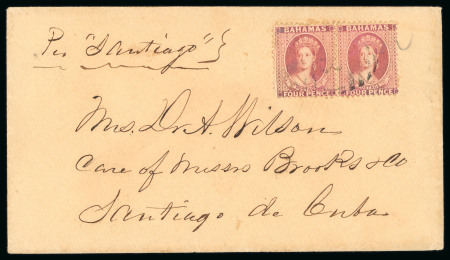 Per "Santiago"
BAHAMAS BAHAMAS
FOUR PENCE FOUR PENCE
Mrs. Dr. A. Wilson
Care of Messrs Brooks & Co
Santiago de Cuba